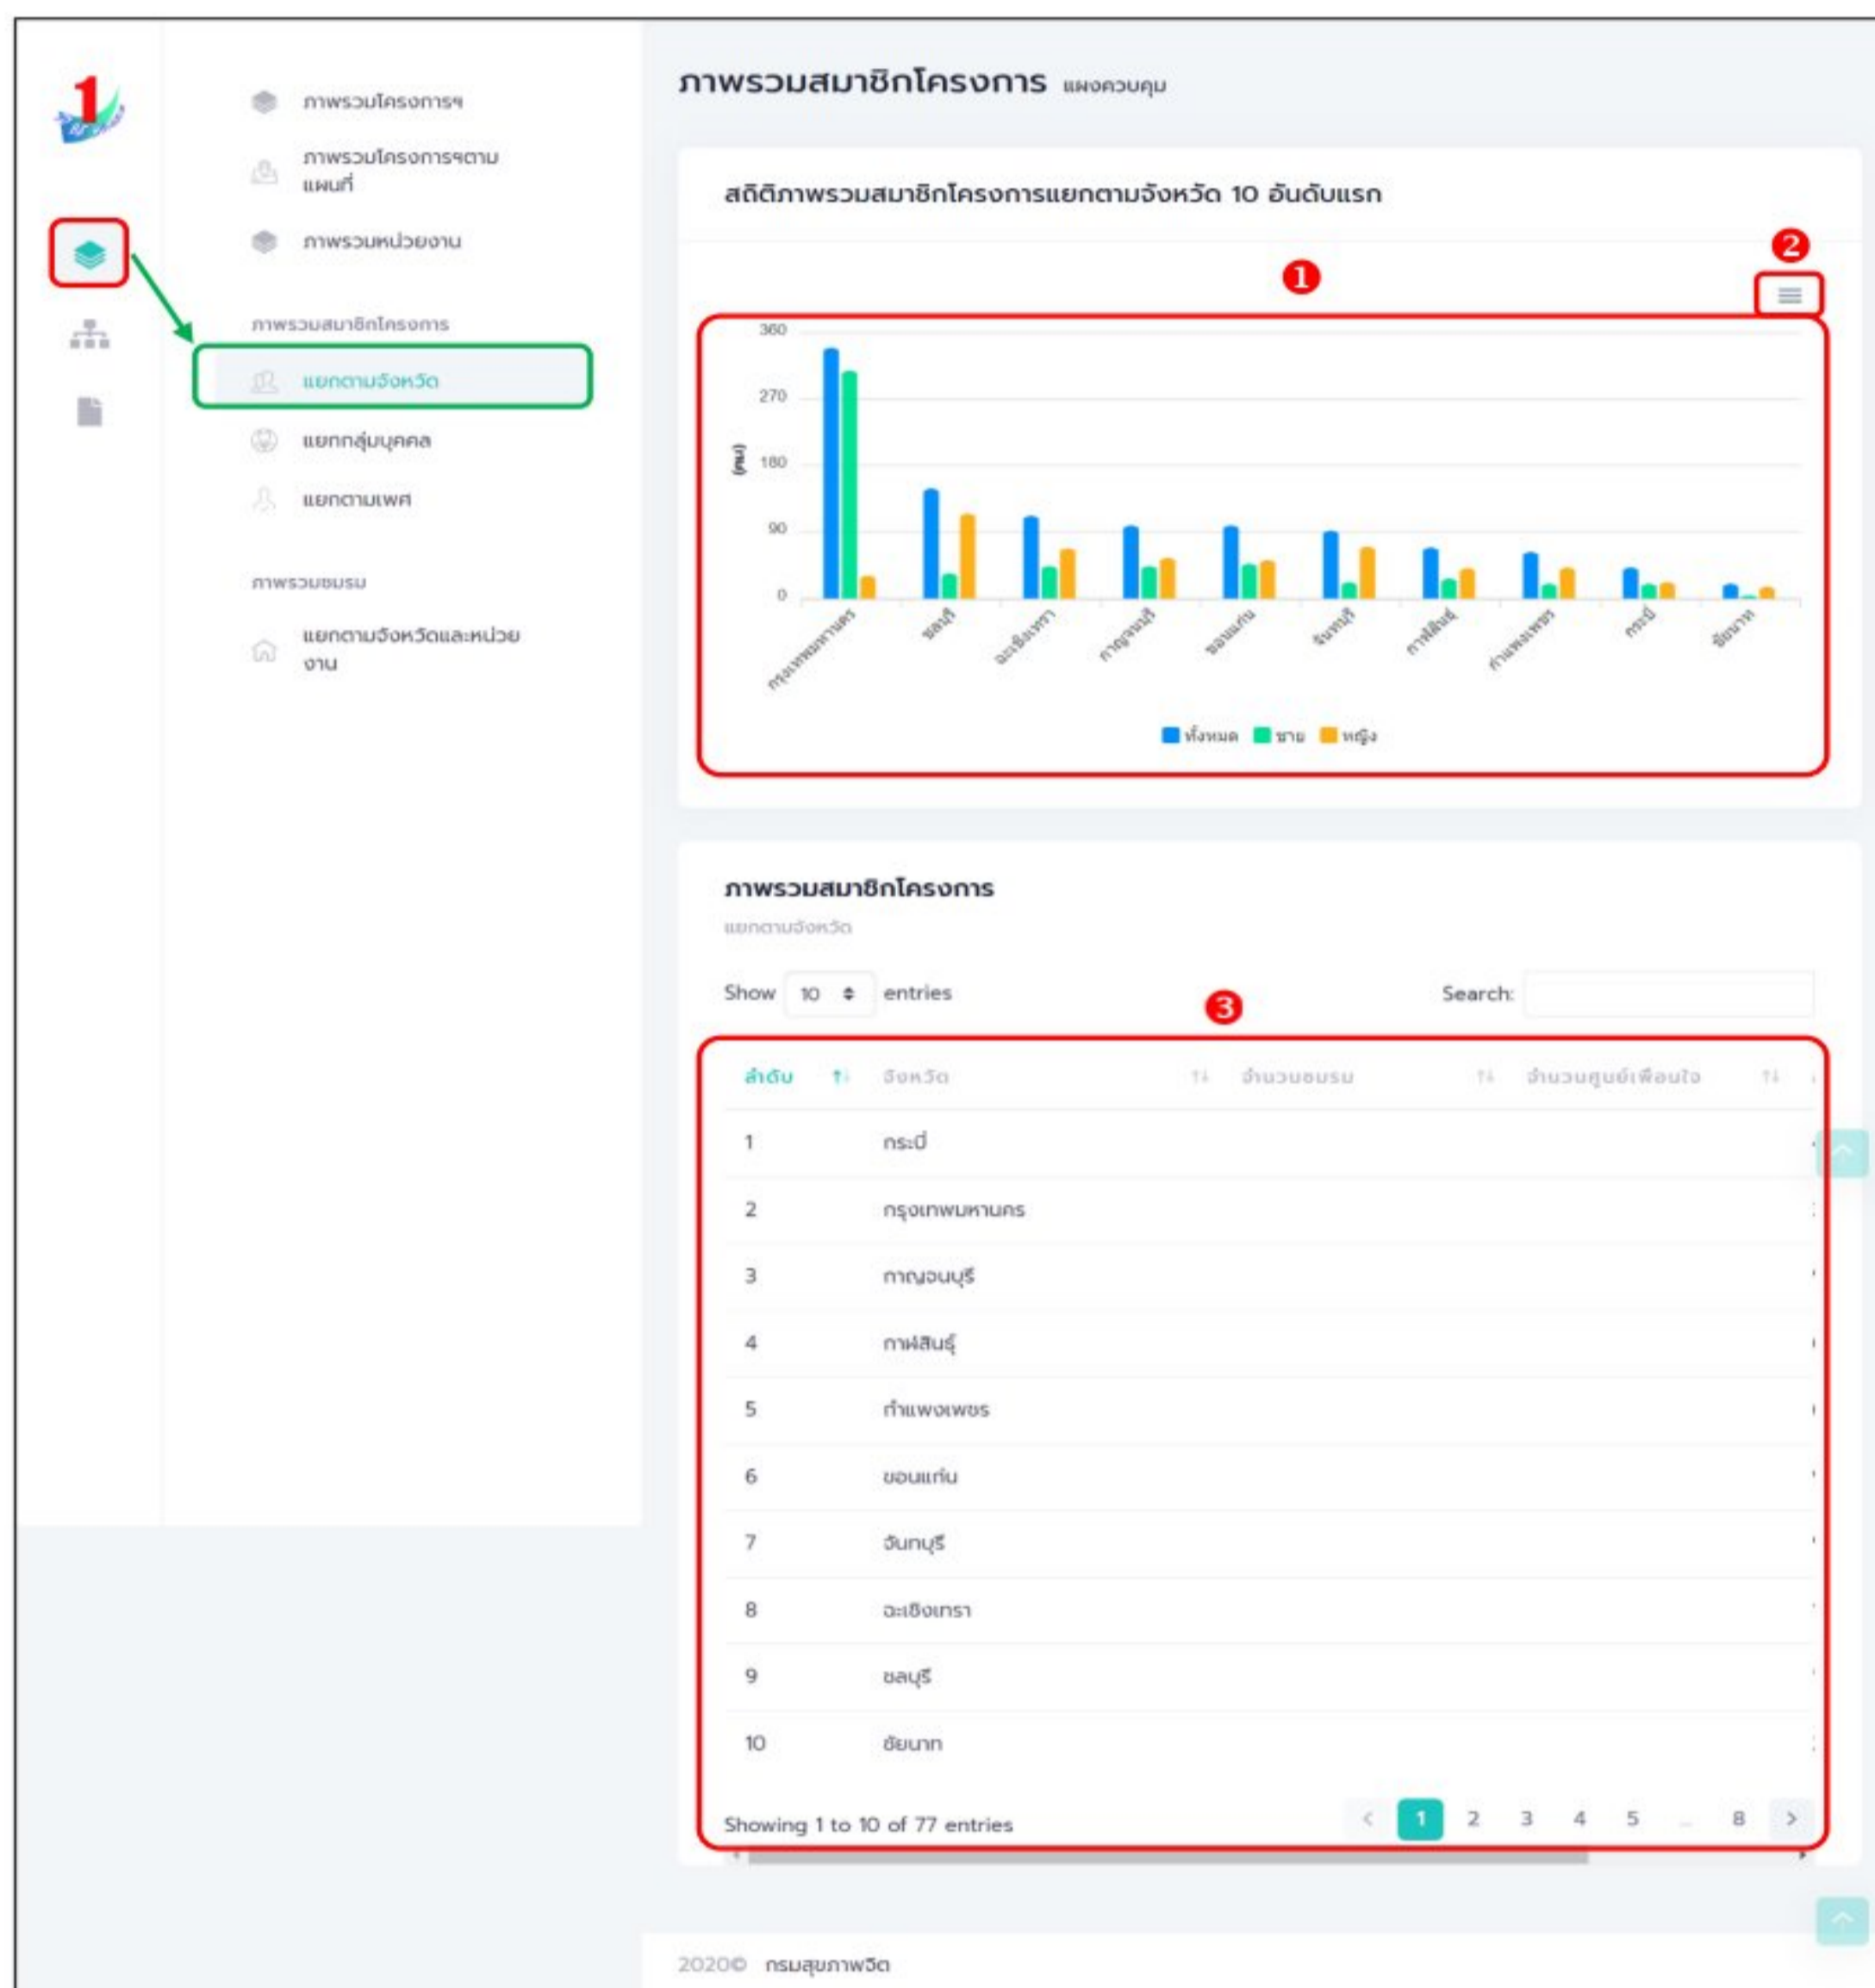 1
ภาพรวมโครงการฯ
ภาพรวมโครงการฯตาม
แผนที่
ภาพรวมหน่วยงาน
ภาพรวมสมาชิกโครงการ
แยกตามจังหวัด
แยกกลุ่มบุคคล
แยกตามเพศ
ภาพรวมชมรม
แยกตามจังหวัดและหน่วย
งาน
ภาพรวมสมาชิกโครงการ แผงควบคุม
สถิติภาพรวมสมาชิกโครงการแยกตามจังหวัด 10 อันดับแรก
❶
❷
360
270
180
90
0
(คน)
กรุงเทพมหานคร ชลบุรี ฉะเชิงเทรา กาญจนบุรี ขอนแก่น จันทบุรี กาฬสินธุ์ กำแพงเพชร กระบี่ ชัยนาท
ทั้งหมด ชาย หญิง
ภาพรวมสมาชิกโครงการ
แยกตามจังหวัด
Show 10 entries Search:
❸
ลำดับ จังหวัด จำนวนชมรม จำนวนศูนย์เพื่อนใจ
1 กระบี่
2 กรุงเทพมหานคร
3 กาญจนบุรี
4 กาฬสินธุ์
5 กำแพงเพชร
6 ขอนแก่น
7 จันทบุรี
8 ฉะเชิงเทรา
9 ชลบุรี
10 ชัยนาท
Showing 1 to 10 of 77 entries < 1 2 3 4 5 ... 8 >
2020© กรมสุขภาพจิต